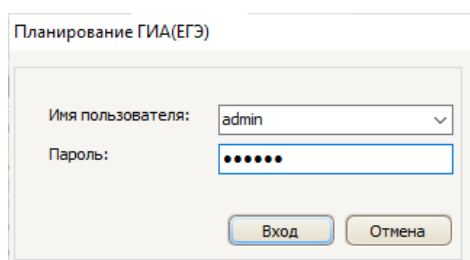 Планирование ГИА(ЕГЭ)
Имя пользователя: admin
Пароль: ●●●●●●
Вход Отмена